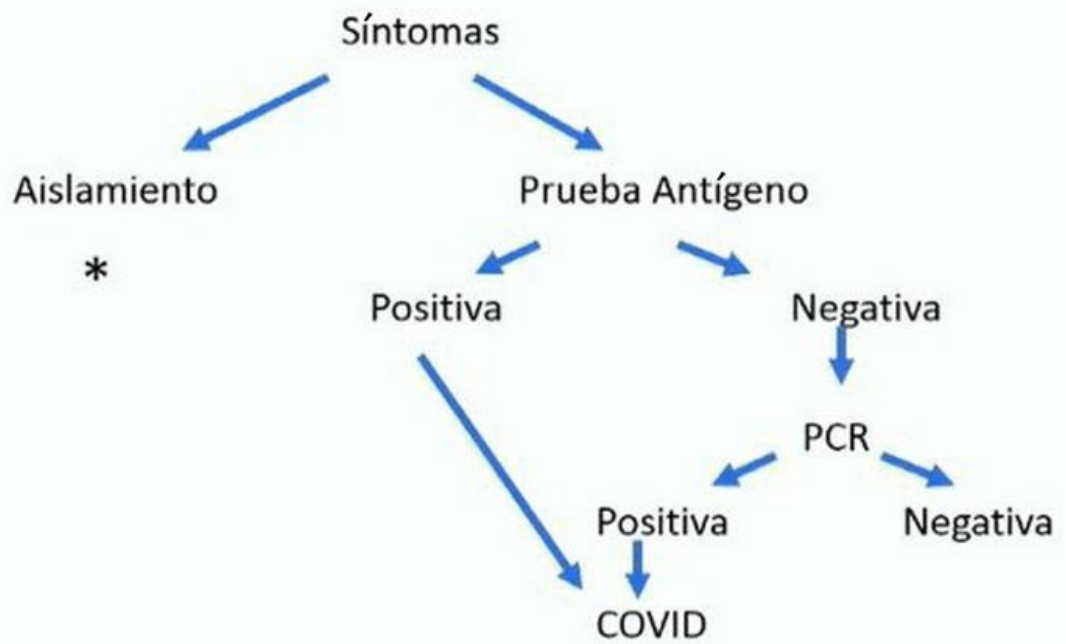 Síntomas
Aislamiento
Prueba Antígeno
*
Positiva
Negativa
PCR
Positiva
Negativa
COVID